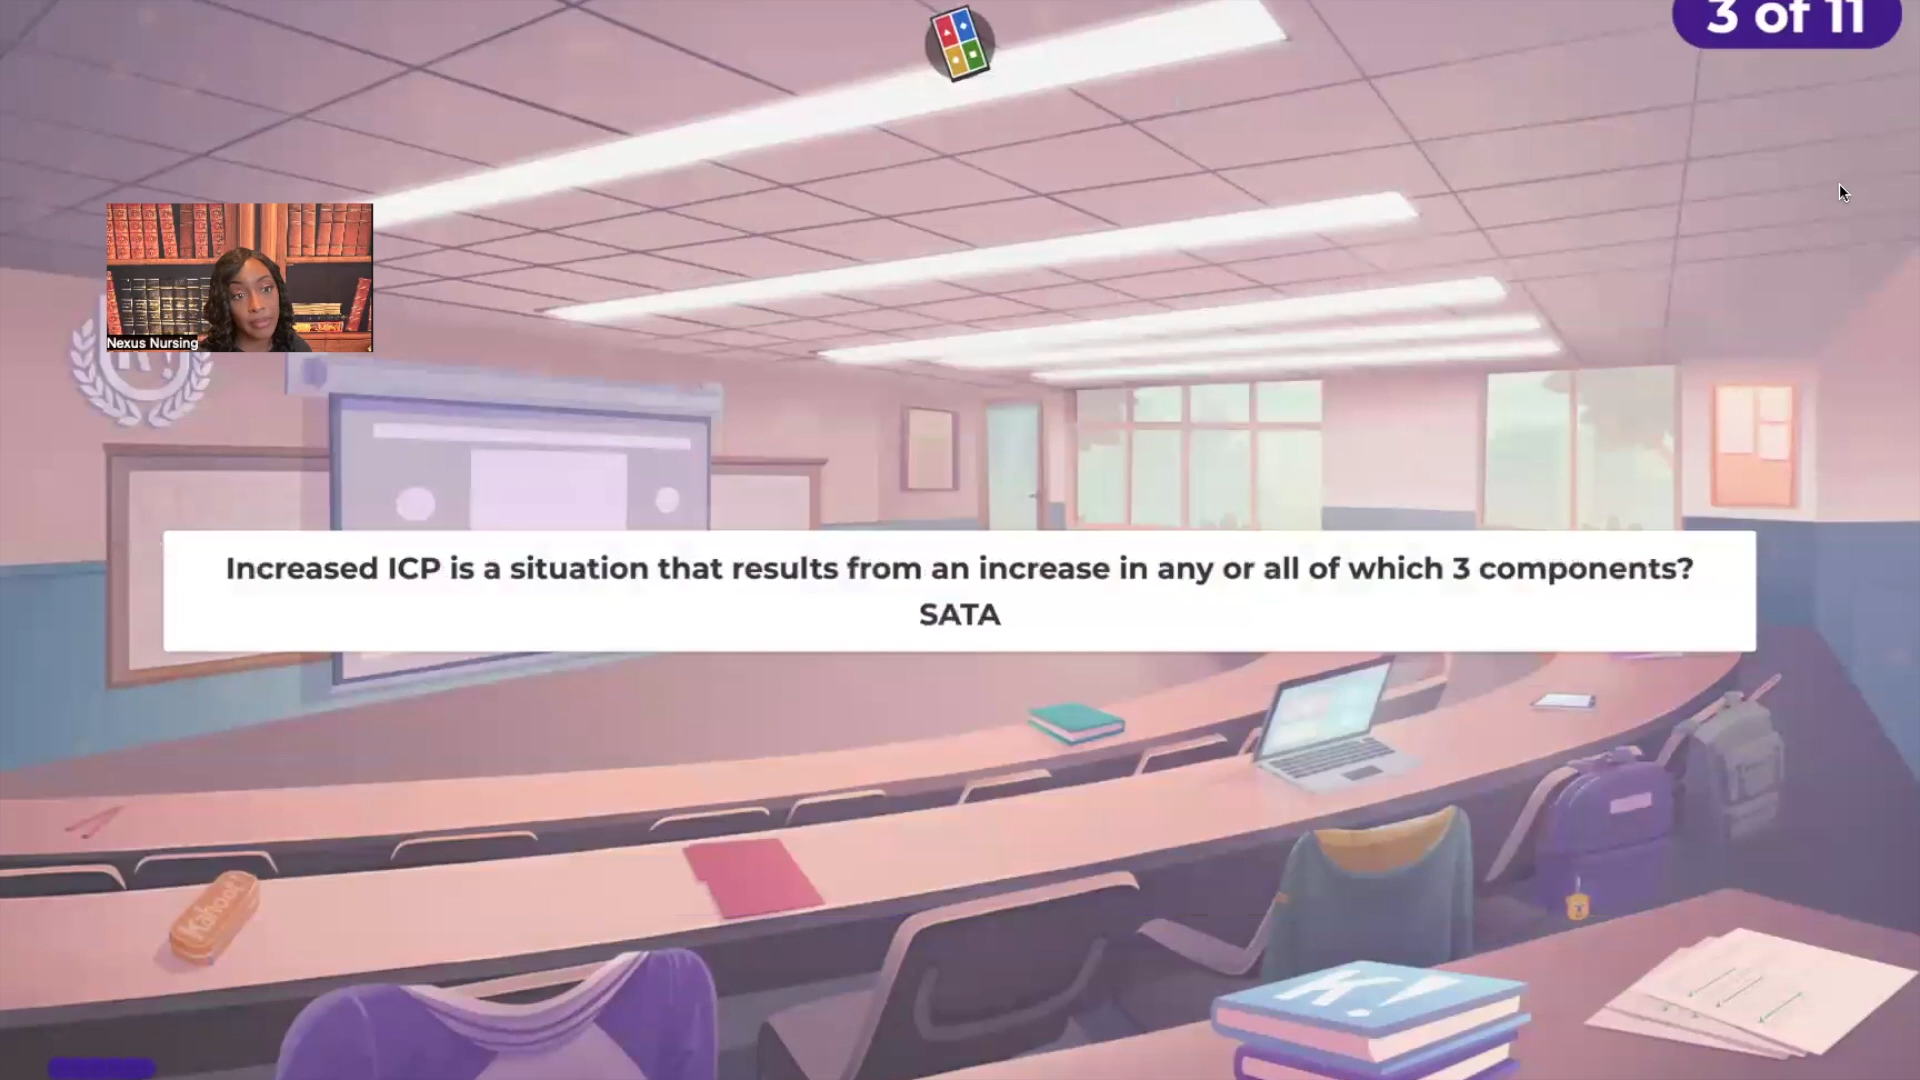 3 of 11
Nexus Nursing
Increased ICP is a situation that results from an increase in any or all of which 3 components?
SATA
Kahoot!
K!